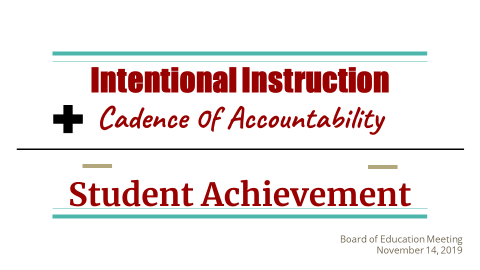 Intentional Instruction
Cadence Of Accountability
Student Achievement
Board of Education Meeting
November 14, 2019